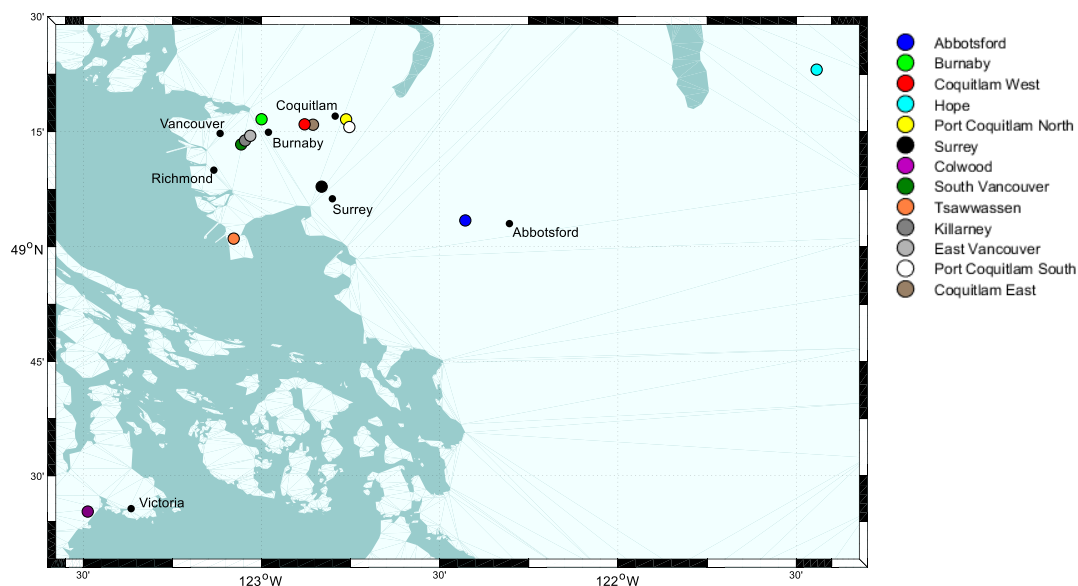 30'
Abbotsford
Burnaby
Coquitlam West
Hope
Port Coquitlam North
Surrey
Colwood
South Vancouver
Tsawwassen
Killarney
East Vancouver
Port Coquitlam South
Coquitlam East
Coquitlam
Vancouver
15'
Burnaby
Richmond
Surrey
Abbotsford
49°N
45'
30'
Victoria
30'
123°W
30'
122°W
30'